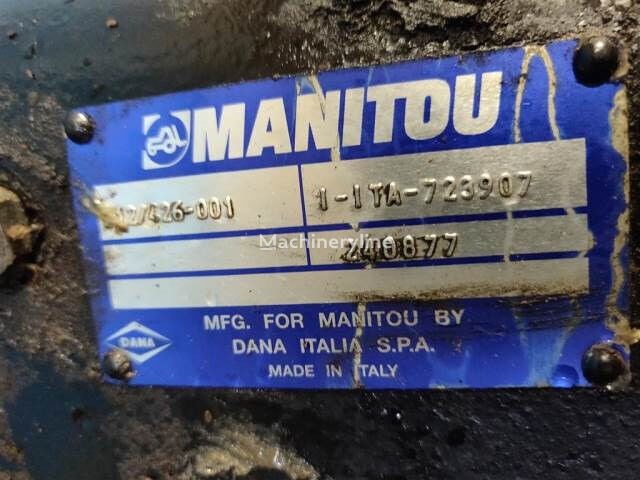 MANITOU
1-ITA-723907
Machineryline
240877
DANA
MFG. FOR MANITOU BY
DANA ITALIA S.P.A.
MADE IN ITALY